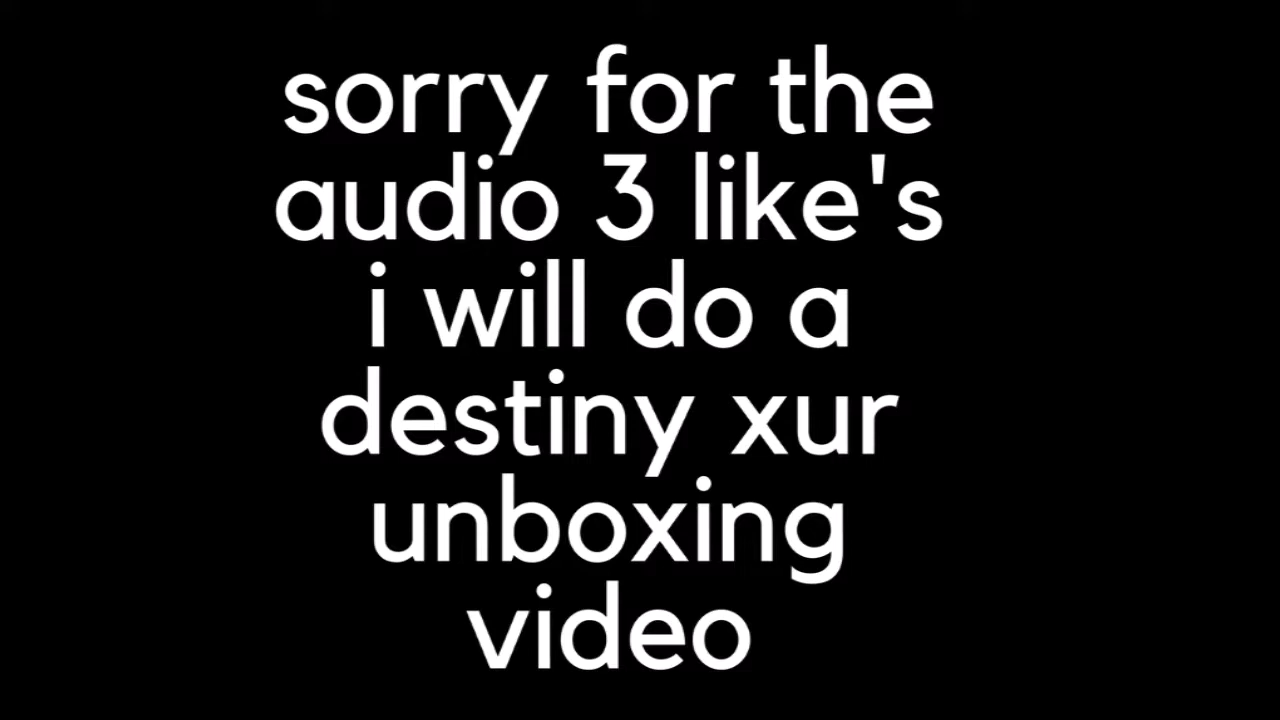 sorry for the
audio 3 like's
i will do a
destiny xur
unboxing
video